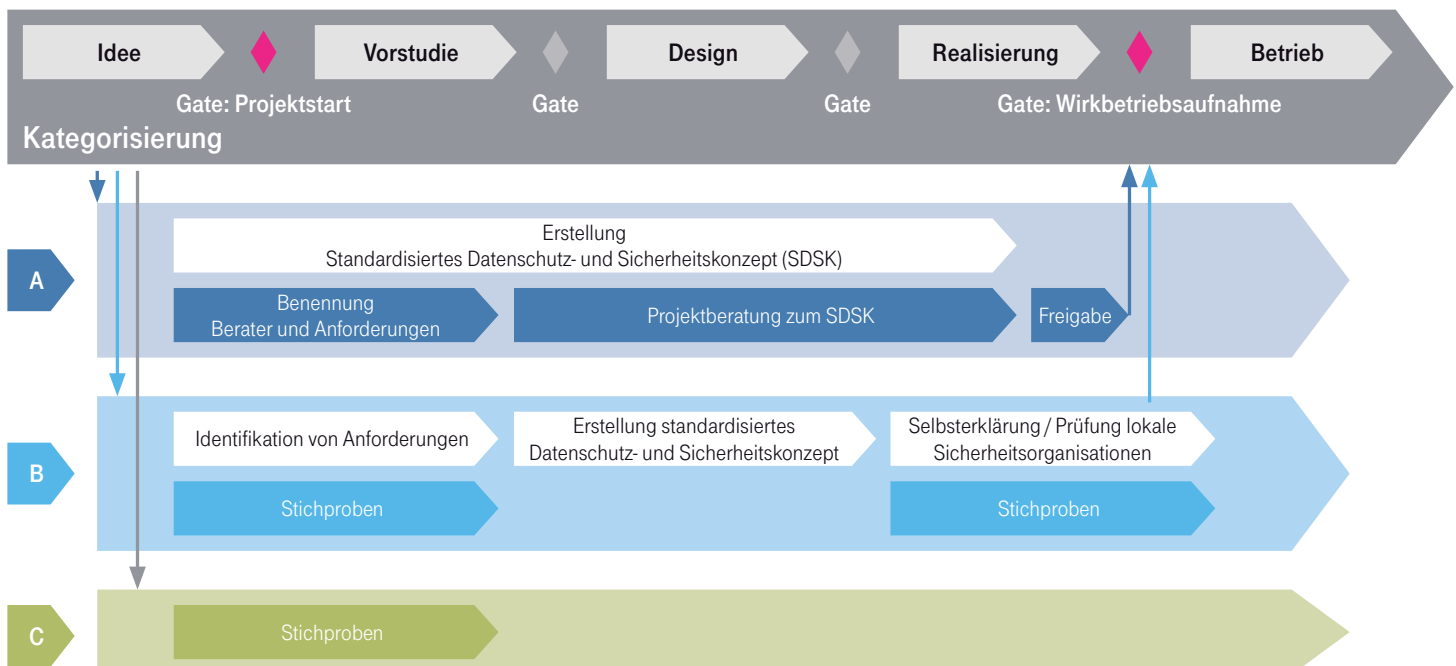 Idee
Vorstudie
Design
Realisierung
Betrieb
Gate: Projektstart
Gate
Gate
Gate: Wirkbetriebsaufnahme
Kategorisierung
A
Erstellung
Standardisiertes Datenschutz- und Sicherheitskonzept (SDSK)
Benennung
Berater und Anforderungen
Projektberatung zum SDSK
Freigabe
B
Identifikation von Anforderungen
Erstellung standardisiertes
Datenschutz- und Sicherheitskonzept
Selbsterklärung / Prüfung lokale
Sicherheitsorganisationen
Stichproben
Stichproben
C
Stichproben